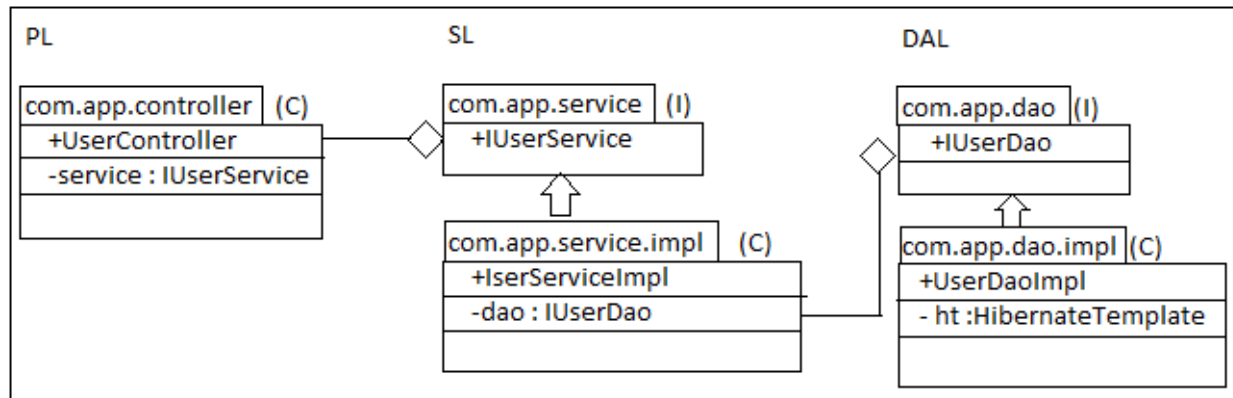 PL
SL
DAL
com.app.controller (C)
+UserController
-service : IUserService
com.app.service (I)
+IUserService
com.app.service.impl (C)
+IserServiceImpl
-dao : IUserDao
com.app.dao (I)
+IUserDao
com.app.dao.impl (C)
+UserDaoImpl
- ht :HibernateTemplate